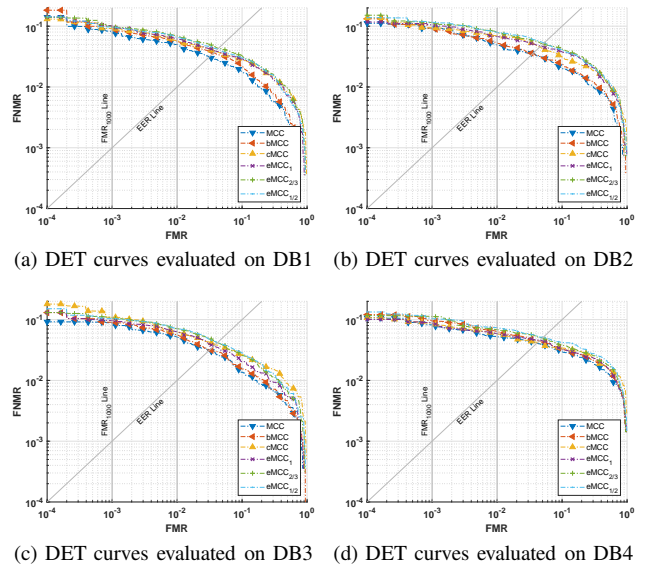 10⁻¹
10⁻²
10⁻³
10⁻⁴
FNMR
FMR₁₀₀₀ Line
EER Line
MCC
bMCC
cMCC
eMCC₁
eMCC₂/₃
eMCC₁/₂
10⁻⁴ 10⁻³ 10⁻² 10⁻¹ 10⁰
FMR
(a) DET curves evaluated on DB1
10⁻¹
10⁻²
10⁻³
10⁻⁴
FNMR
FMR₁₀₀₀ Line
EER Line
MCC
bMCC
cMCC
eMCC₁
eMCC₂/₃
eMCC₁/₂
10⁻⁴ 10⁻³ 10⁻² 10⁻¹ 10⁰
FMR
(b) DET curves evaluated on DB2
10⁻¹
10⁻²
10⁻³
10⁻⁴
FNMR
FMR₁₀₀₀ Line
EER Line
MCC
bMCC
cMCC
eMCC₁
eMCC₂/₃
eMCC₁/₂
10⁻⁴ 10⁻³ 10⁻² 10⁻¹ 10⁰
FMR
(c) DET curves evaluated on DB3
10⁻¹
10⁻²
10⁻³
10⁻⁴
FNMR
FMR₁₀₀₀ Line
EER Line
MCC
bMCC
cMCC
eMCC₁
eMCC₂/₃
eMCC₁/₂
10⁻⁴ 10⁻³ 10⁻² 10⁻¹ 10⁰
FMR
(d) DET curves evaluated on DB4